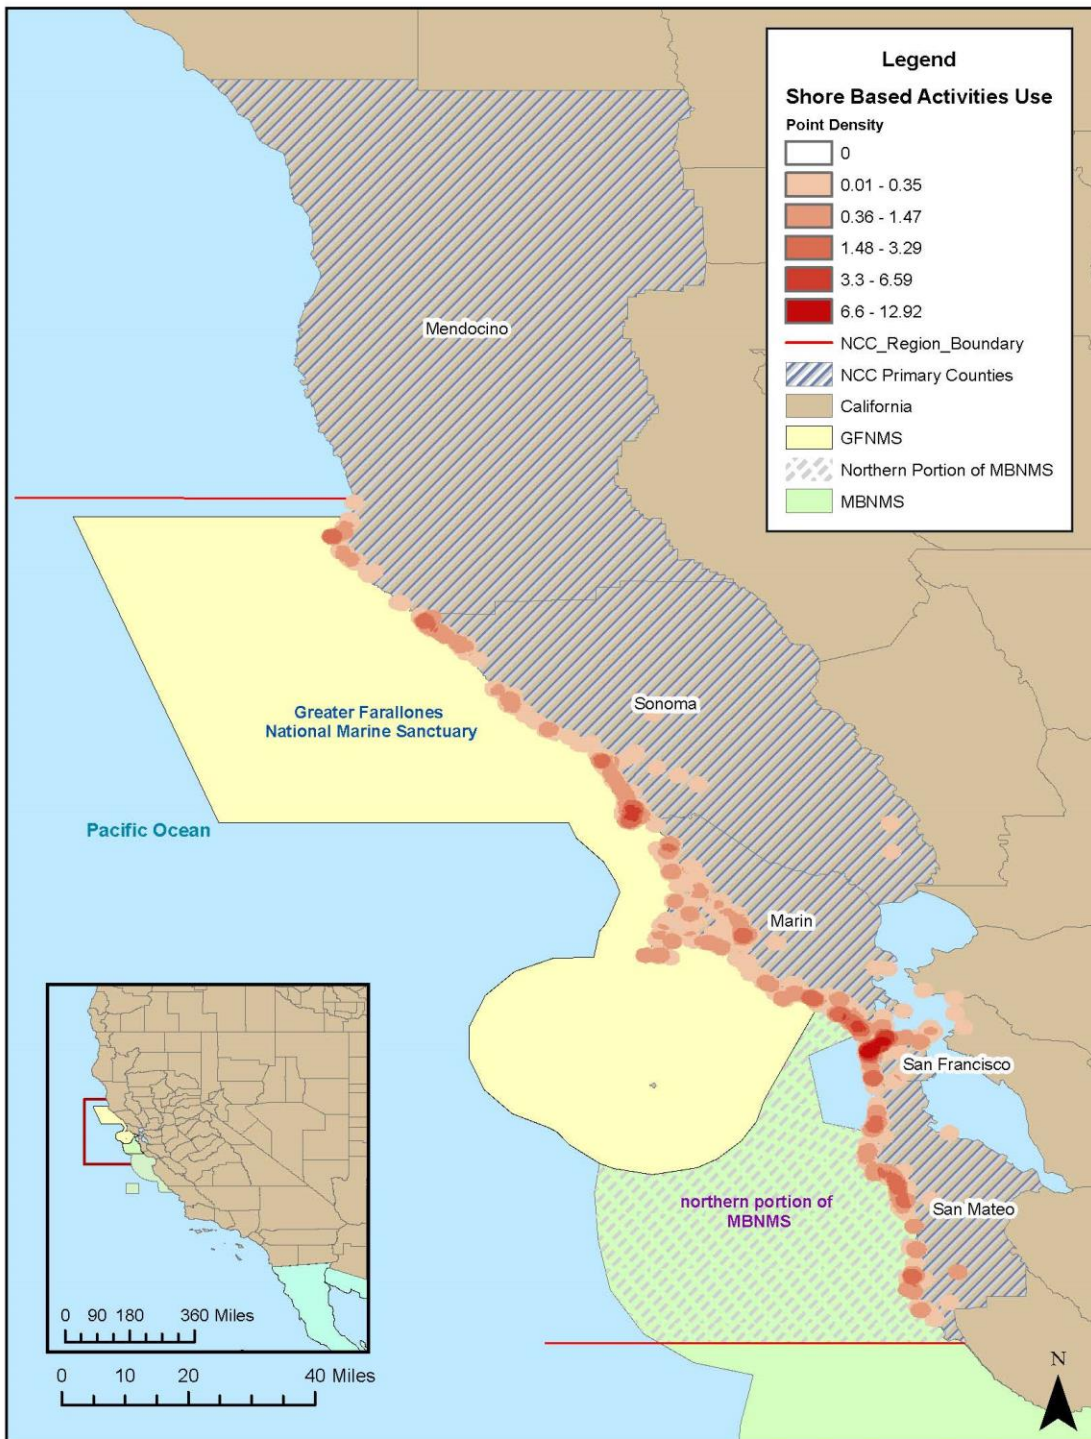 Legend
Shore Based Activities Use
Point Density
0
0.01 - 0.35
0.36 - 1.47
1.48 - 3.29
3.3 - 6.59
6.6 - 12.92
NCC_Region_Boundary
NCC Primary Counties
California
GFNMS
Northern Portion of MBNMS
MBNMS
Mendocino
Sonoma
Greater Farallones
National Marine Sanctuary
Pacific Ocean
Marin
San Francisco
northern portion of
MBNMS
San Mateo
0 90 180 360 Miles
0 10 20 40 Miles
N